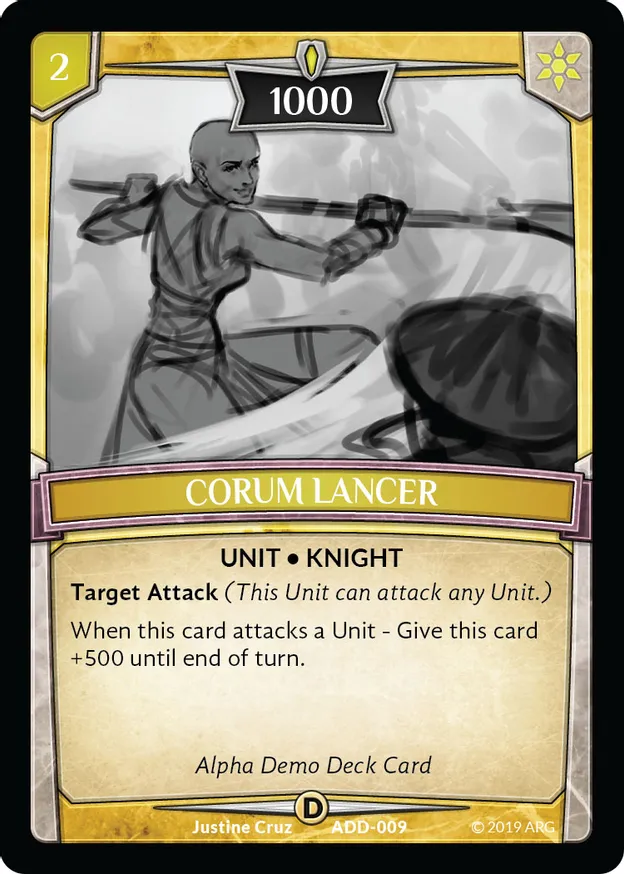 2
1000
CORUM LANCER
UNIT • KNIGHT
Target Attack (This Unit can attack any Unit.)
When this card attacks a Unit - Give this card
+500 until end of turn.
Alpha Demo Deck Card
D
Justine Cruz ADD-009 © 2019 ARG